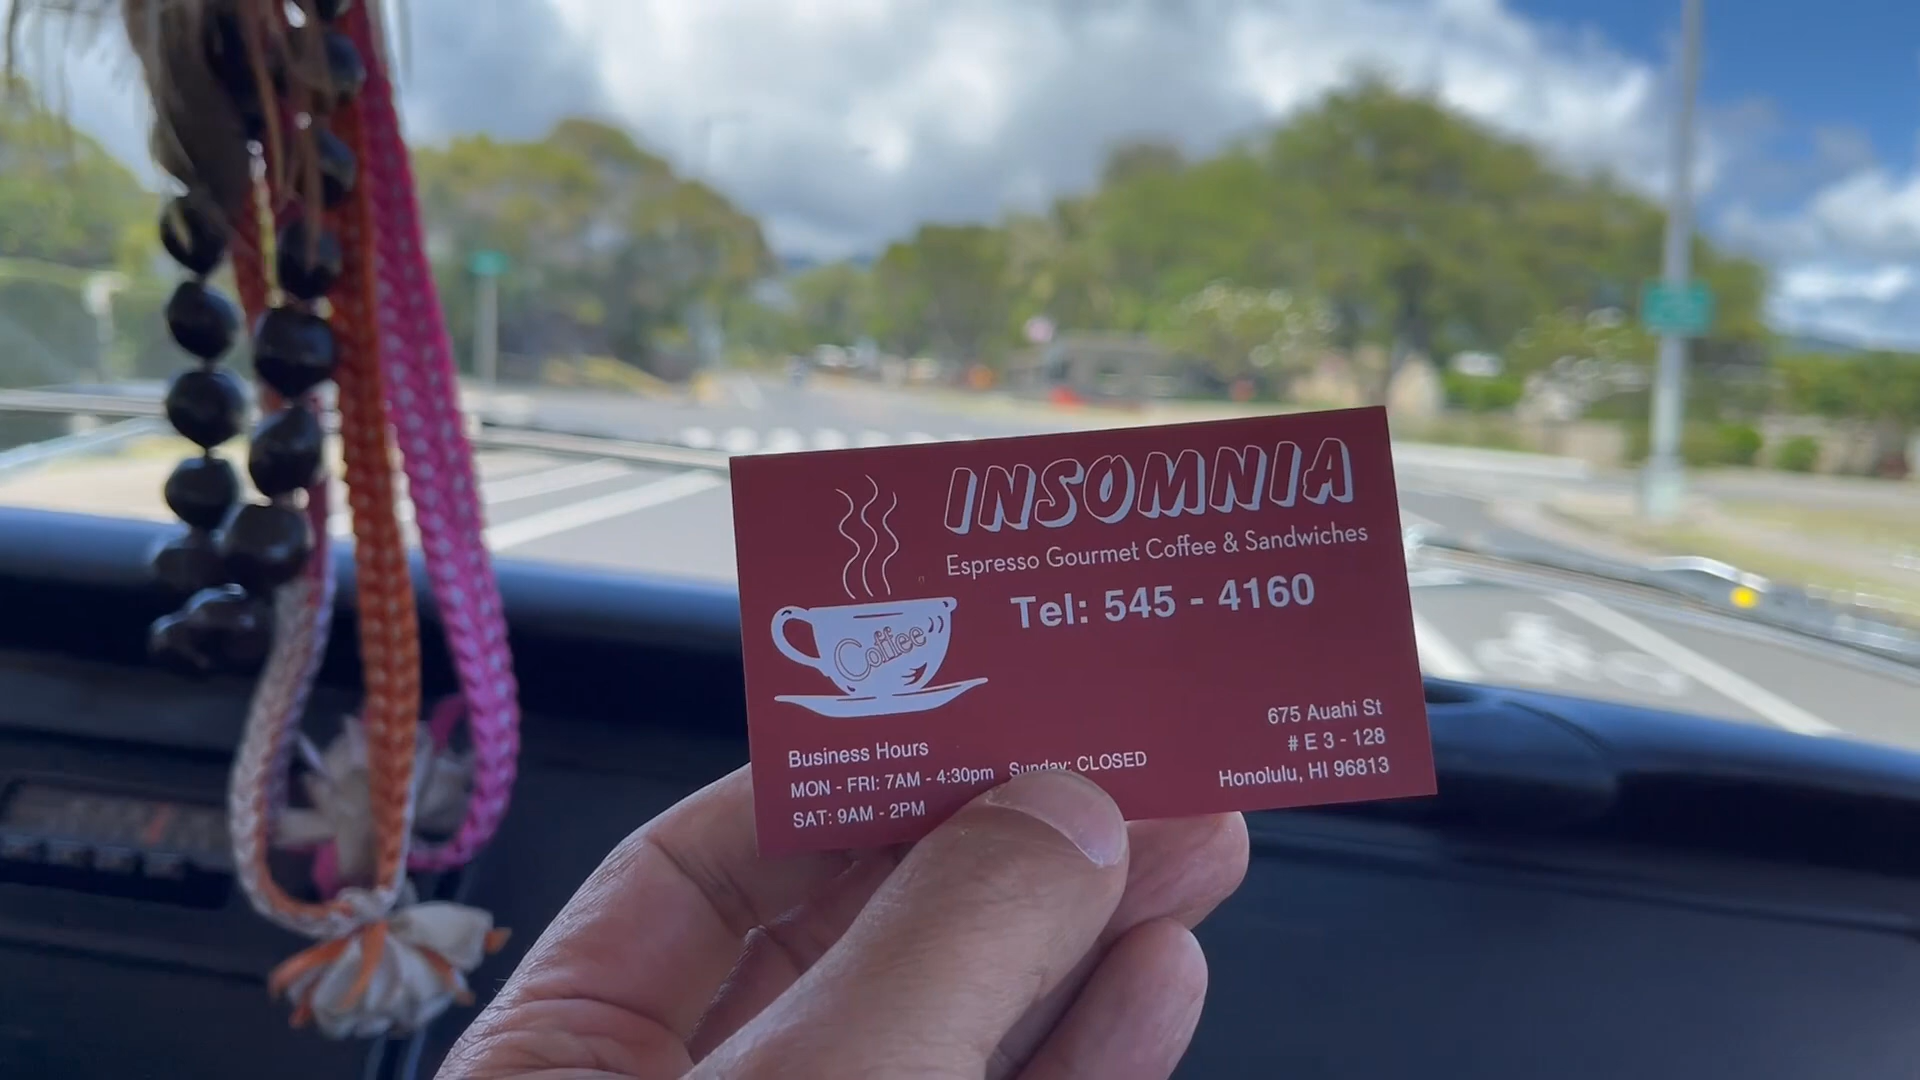 INSOMNIA
Espresso Gourmet Coffee & Sandwiches
Tel: 545 - 4160
Coffee
Business Hours
MON - FRI: 7AM - 4:30pm Sunday: CLOSED
SAT: 9AM - 2PM
675 Auahi St
# E 3 - 128
Honolulu, HI 96813